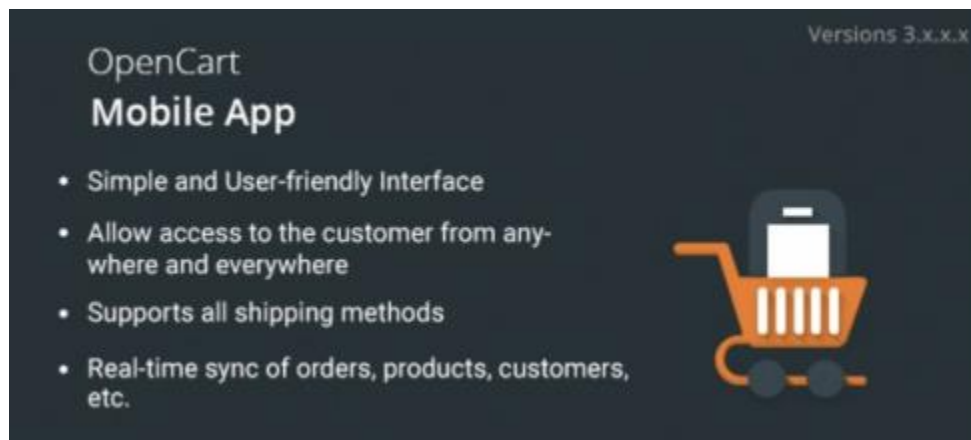 Versions 3.x.x.x
OpenCart
Mobile App
• Simple and User-friendly Interface
• Allow access to the customer from any-
where and everywhere
• Supports all shipping methods
• Real-time sync of orders, products, customers,
etc.